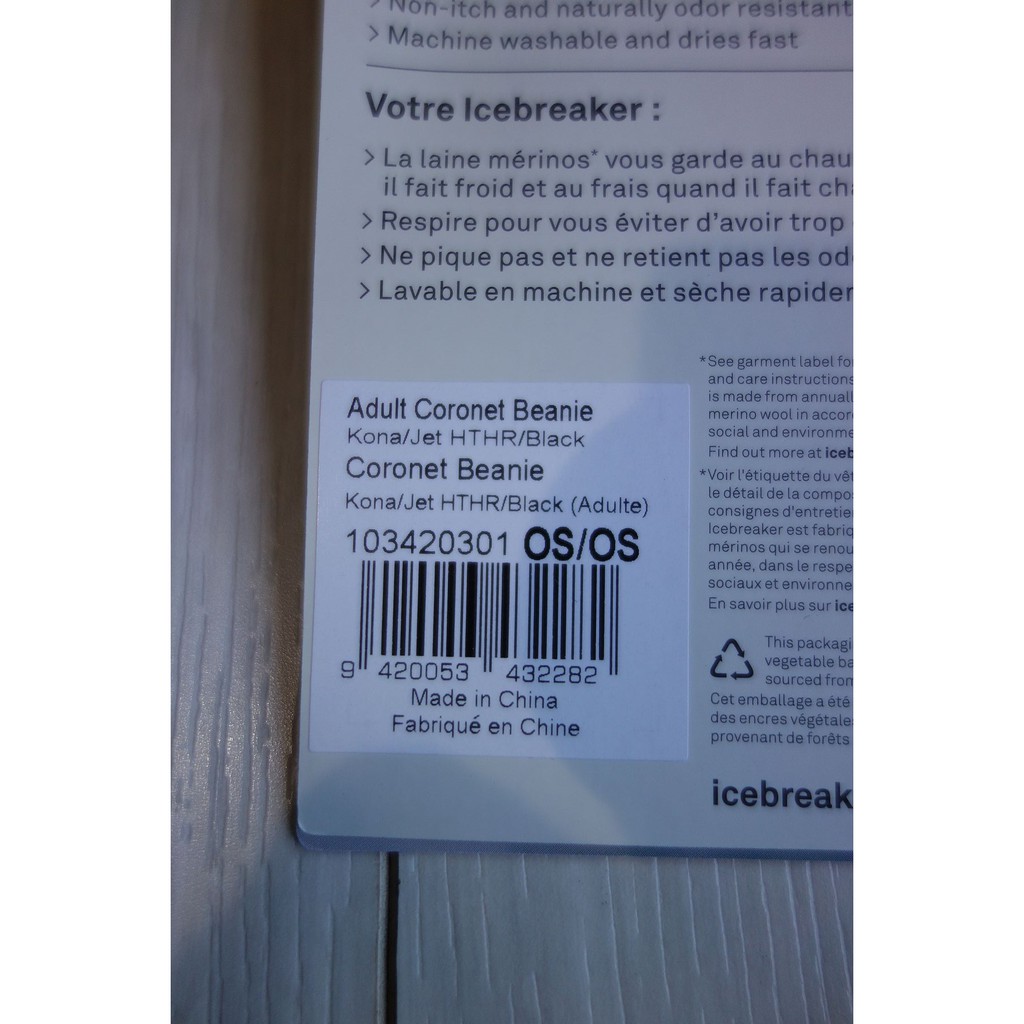 > Non-itch and naturally odor resistant
> Machine washable and dries fast
Votre Icebreaker :
> La laine mérinos* vous garde au chau
il fait froid et au frais quand il fait cha
> Respire pour vous éviter d'avoir trop
> Ne pique pas et ne retient pas les od
> Lavable en machine et sèche rapider
Adult Coronet Beanie
Kona/Jet HTHR/Black
Coronet Beanie
Kona/Jet HTHR/Black (Adulte)
103420301 OS/OS
9 420053 432282
Made in China
Fabriqué en Chine
*See garment label fo
and care instructions
is made from annuall
merino wool in accor
social and environme
Find out more at iceb
*Voir l'étiquette du vêt
le détail de la compo
consignes d'entretie
Icebreaker est fabriq
mérinos qui se renou
année, dans le respe
sociaux et environne
En savoir plus sur ice
This packagi
vegetable ba
sourced from
Cet emballage a été
des encres végétale
provenant de forêts
icebreak